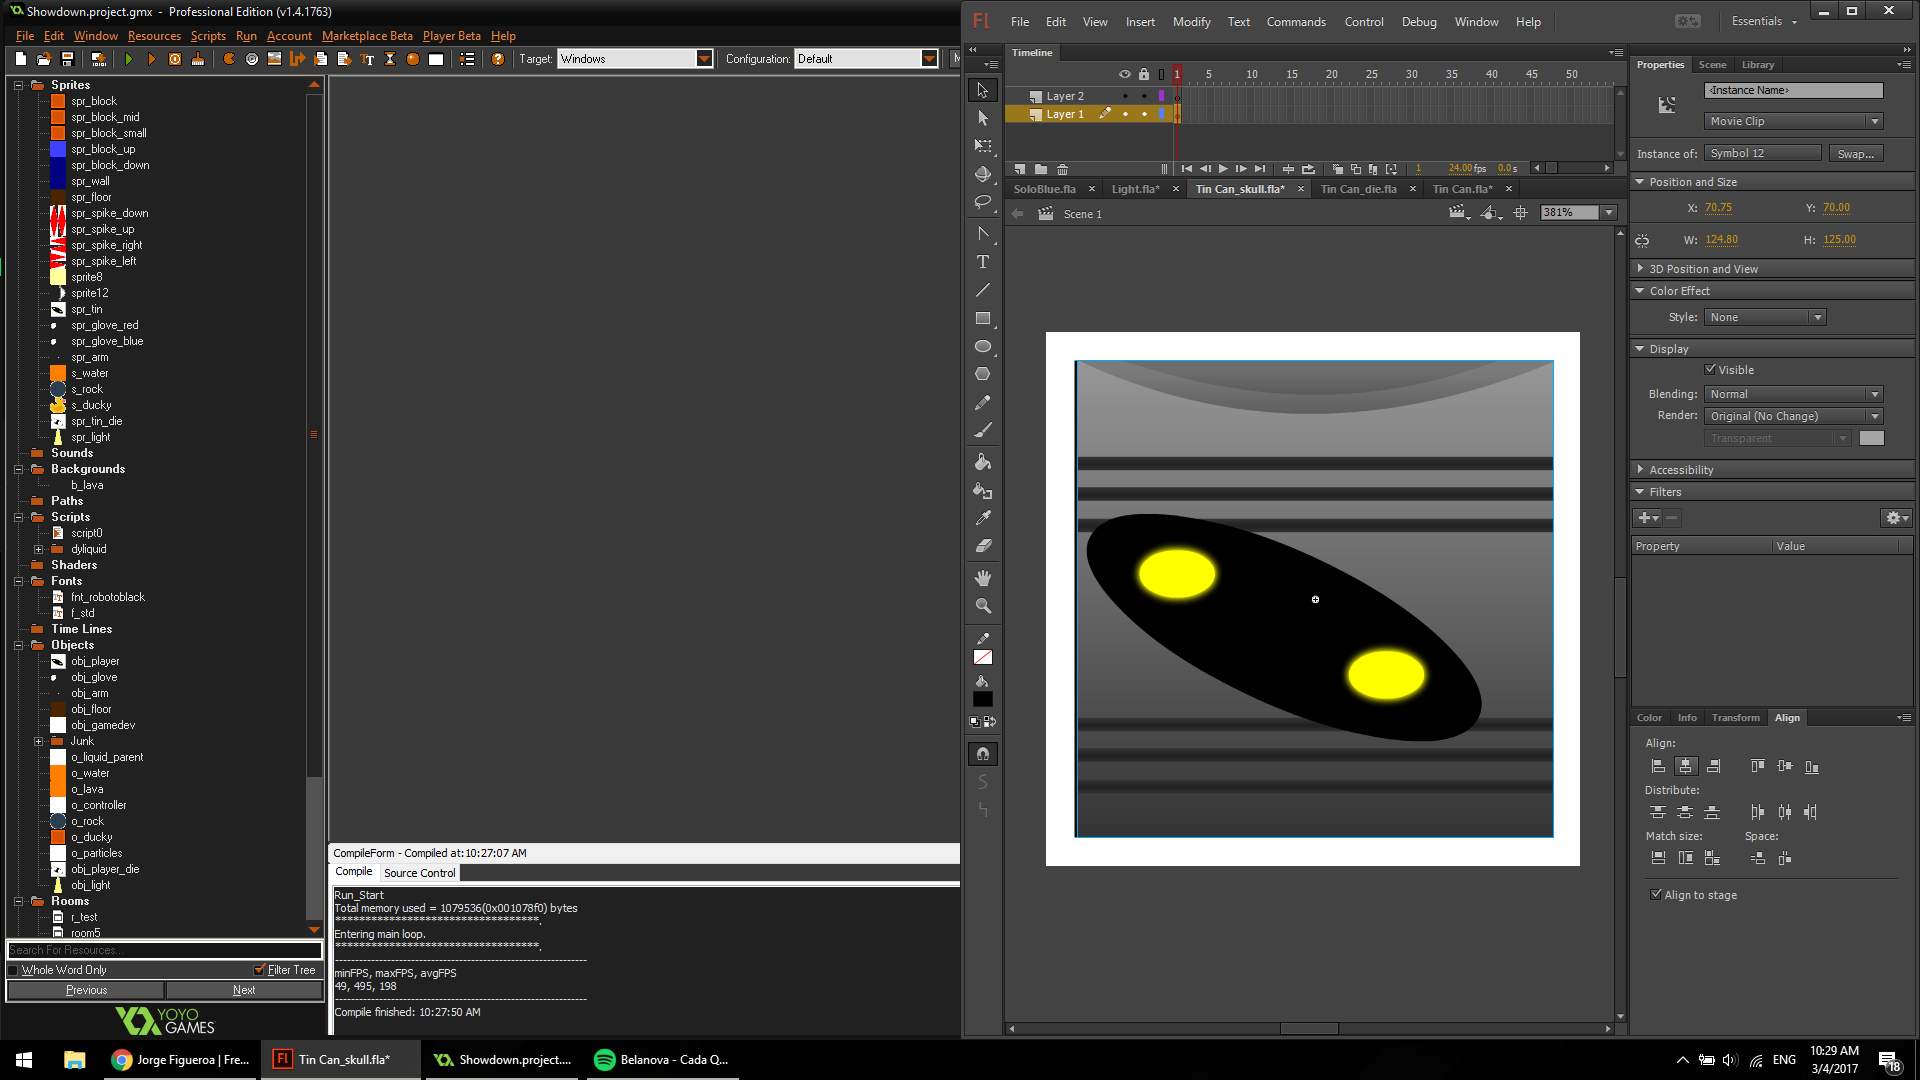 Showdown.project.gmx - Professional Edition (v1.4.1763)
File Edit Window Resources Scripts Run Account Marketplace Beta Player Beta Help
Target: Windows Configuration: Default
Sprites
spr_block
spr_block_mid
spr_block_small
spr_block_up
spr_block_down
spr_wall
spr_floor
spr_spike_down
spr_spike_up
spr_spike_right
spr_spike_left
sprite8
sprite12
spr_tin
spr_glove_red
spr_glove_blue
spr_arm
s_water
s_rock
s_ducky
spr_tin_die
spr_light
Sounds
Backgrounds
b_lava
Paths
Scripts
script0
dyliquid
Shaders
Fonts
fnt_robotoblack
f_std
Time Lines
Objects
obj_player
obj_glove
obj_arm
obj_floor
obj_gamedev
Junk
o_liquid_parent
o_water
o_lava
o_controller
o_rock
o_ducky
o_particles
obj_player_die
obj_light
Rooms
r_test
room5
Search For Resources...
Whole Word Only Filter Tree
Previous Next
YOYO
GAMES
CompileForm - Compiled at:10:27:07 AM
Compile Source Control
Run_Start
Total memory used = 1079536(0x001078f0) bytes
***********************************.
Entering main loop.
***********************************.
minFPS, maxFPS, avgFPS
49, 495, 198
Compile finished: 10:27:50 AM
Fl File Edit View Insert Modify Text Commands Control Debug Window Help Essentials
Timeline
1 5 10 15 20 25 30 35 40 45 50
Layer 2
Layer 1
1 24.00 fps 0.0 s
SoloBlue.fla Light.fla* Tin Can_skull.fla* Tin Can_die.fla Tin Can.fla*
Scene 1 381%
Properties Scene Library
<Instance Name>
Movie Clip
Instance of: Symbol 12 Swap...
Position and Size
X: 70.75 Y: 70.00
W: 124.80 H: 125.00
3D Position and View
Color Effect
Style: None
Display
Visible
Blending: Normal
Render: Original (No Change)
Transparent
Accessibility
Filters
Property Value
Color Info Transform Align
Align:
Distribute:
Match size: Space:
Align to stage
Jorge Figueroa | Fre... Tin Can_skull.fla* Showdown.project.... Belanova - Cada Q...
ENG
10:29 AM
3/4/2017
18